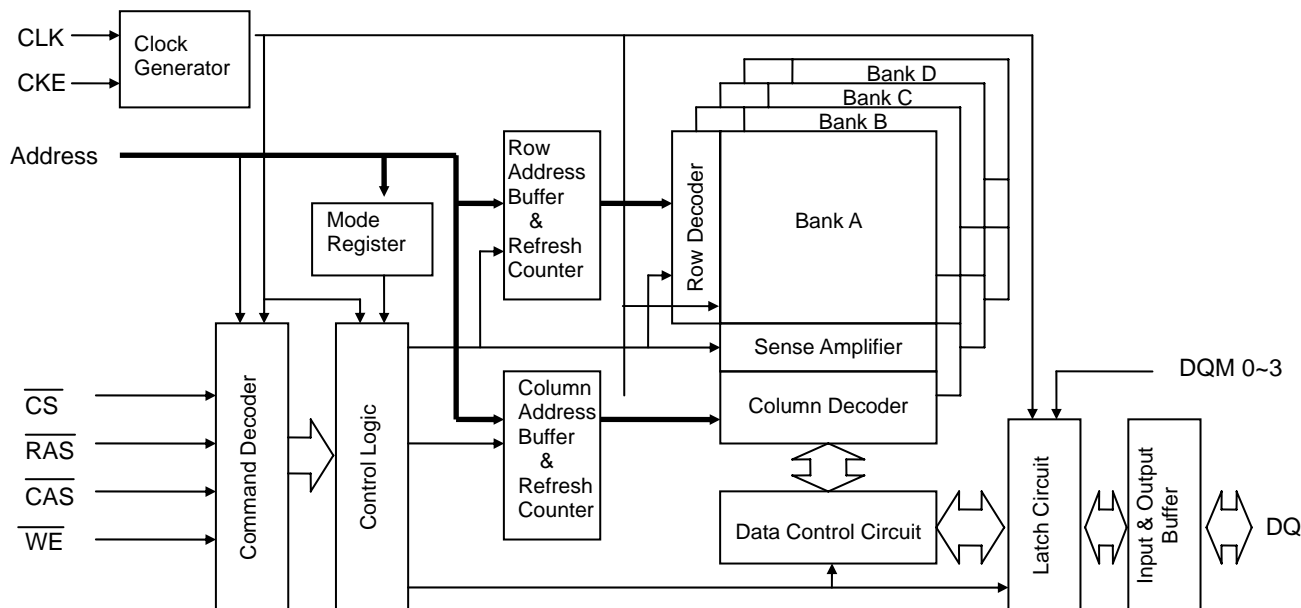 CLK
CKE
Clock
Generator
Bank D
Bank C
Bank B
Address
Row
Address
Buffer
&
Refresh
Counter
Row Decoder
Bank A
Mode
Register
Sense Amplifier
Column Decoder
DQM 0~3
CS
RAS
CAS
WE
Command Decoder
Control Logic
Column
Address
Buffer
&
Refresh
Counter
Data Control Circuit
Latch Circuit
Input & Output
Buffer
DQ